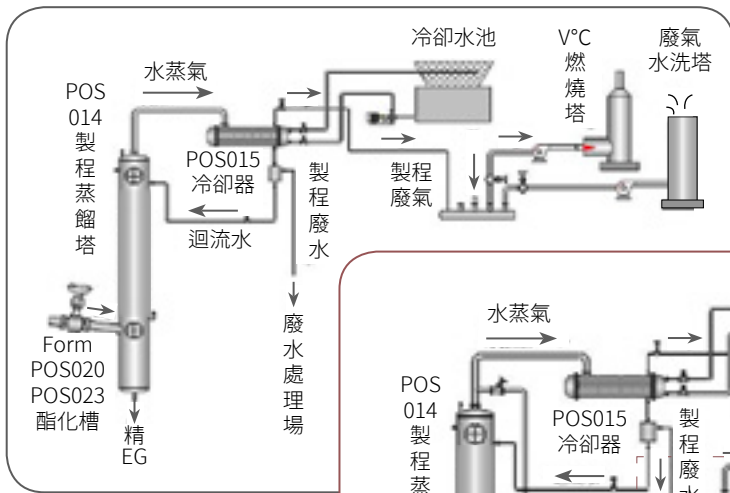 冷卻水池
V°C
燃燒塔
廢氣
水洗塔
水蒸氣
POS
014
製程蒸餾塔
POS015
冷卻器
製程廢水
製程
廢氣
迴流水
Form
POS020
POS023
酯化槽
精
EG
廢水處理場
水蒸氣
POS
014
製程蒸
POS015
冷卻器
製程廢水